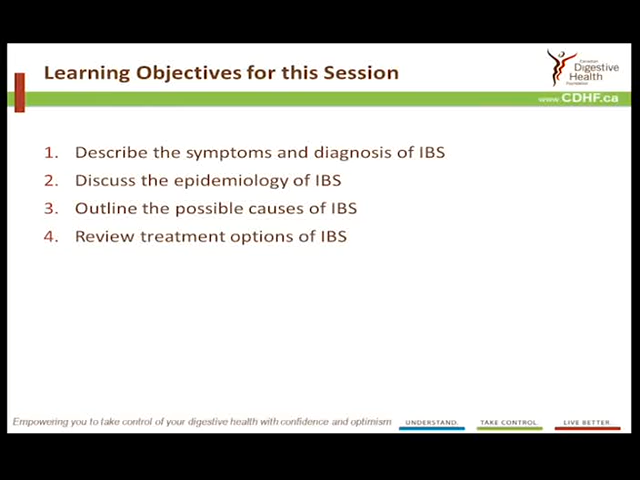 Learning Objectives for this Session
Canadian
Digestive
Health
Foundation
www.CDHF.ca
1. Describe the symptoms and diagnosis of IBS
2. Discuss the epidemiology of IBS
3. Outline the possible causes of IBS
4. Review treatment options of IBS
Empowering you to take control of your digestive health with confidence and optimism
UNDERSTAND. TAKE CONTROL. LIVE BETTER.